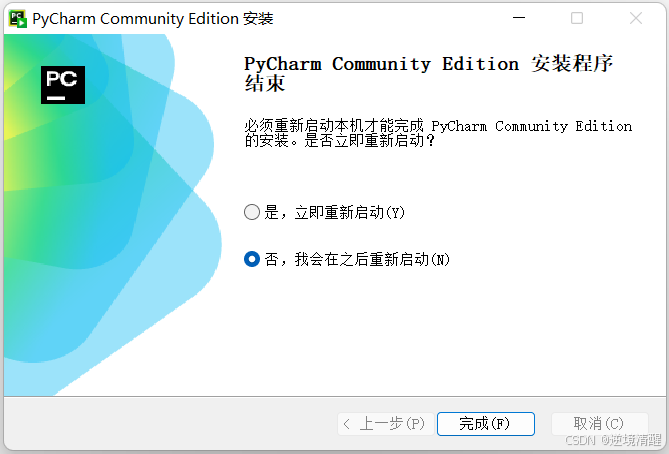 PyCharm Community Edition 安装
PC
PyCharm Community Edition 安装程序
结束
必须重新启动本机才能完成 PyCharm Community Edition
的安装。是否立即重新启动？
是，立即重新启动(Y)
否，我会在之后重新启动(N)
< 上一步(P)
完成(F)
取消(C)
CSDN @逆境清醒